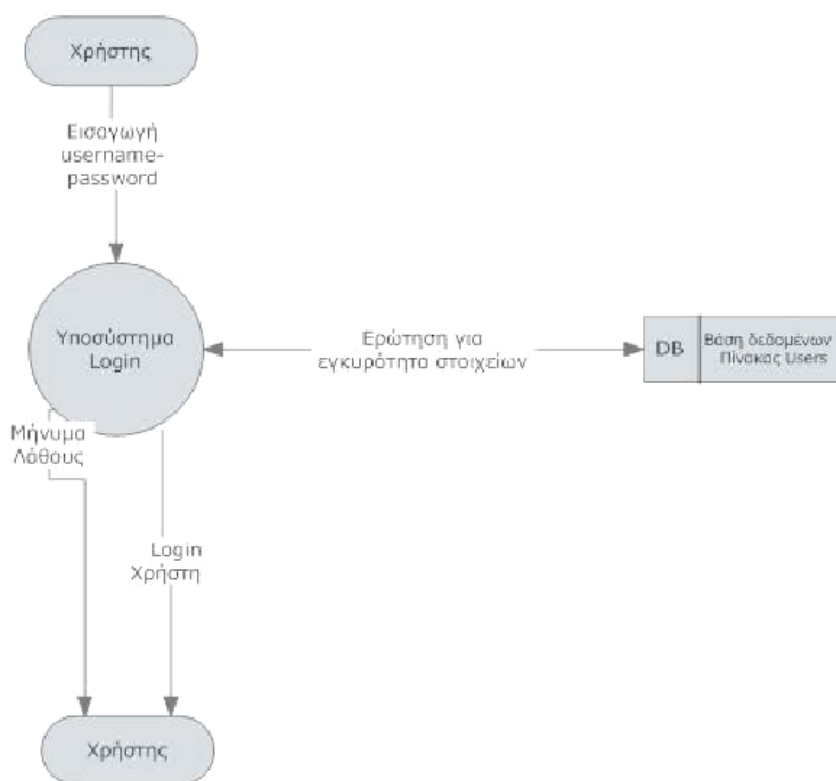 Χρήστης
Εισαγωγή
username-
password
Υποσύστημα
Login
Ερώτηση για
εγκυρότητα στοιχείων
DB
Βάση δεδομένων
Πίνακας Users
Μήνυμα
Λάθους
Login
Χρήστη
Χρήστης